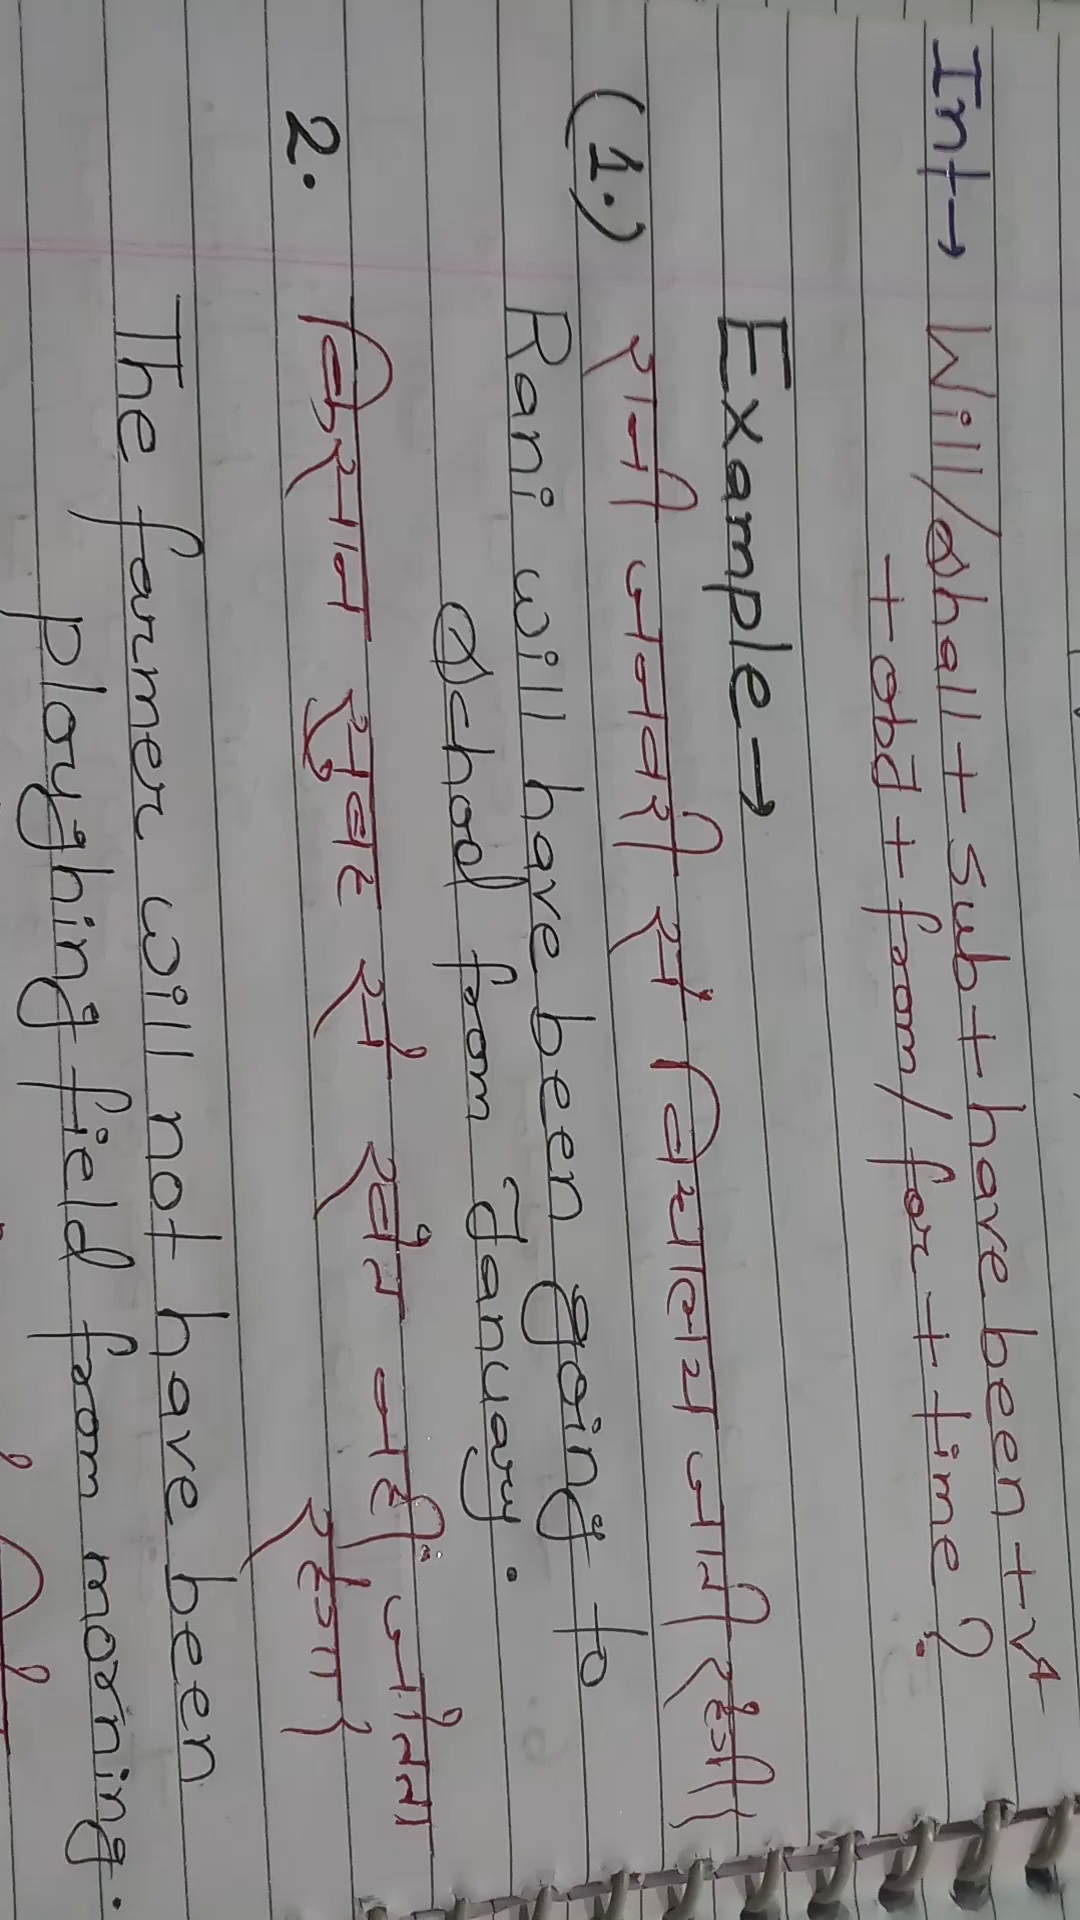 Int→ Will/shall + Sub + have been + v4
+ obj + from / for + time ?
Example →
(1.) रानी जनवरी से विद्यालय जाती रहेगी।
Rani will have been going to
School from January.
2. किसान सुबह से खेत नहीं जोतता
रहेगा।
The farmer will not have been
ploughing field from morning.